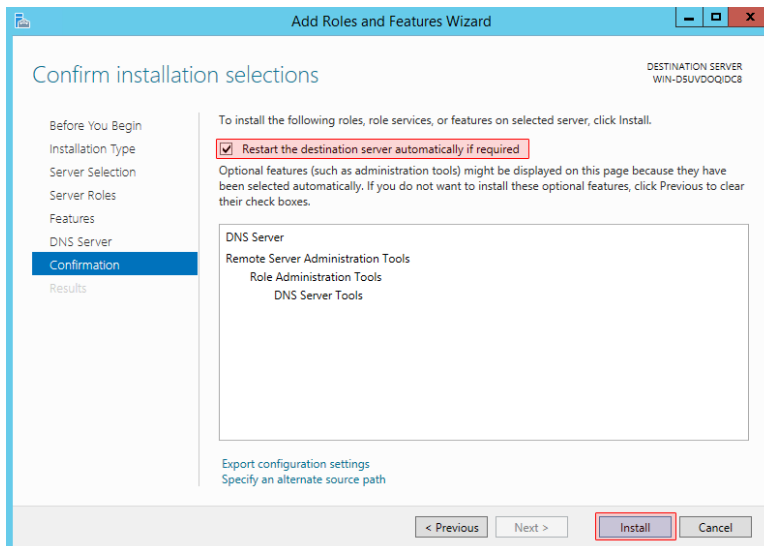 Add Roles and Features Wizard
Confirm installation selections
DESTINATION SERVER
WIN-D5UVDOQIDC8
Before You Begin
Installation Type
Server Selection
Server Roles
Features
DNS Server
Confirmation
Results
To install the following roles, role services, or features on selected server, click Install.
Restart the destination server automatically if required
Optional features (such as administration tools) might be displayed on this page because they have
been selected automatically. If you do not want to install these optional features, click Previous to clear
their check boxes.
DNS Server
Remote Server Administration Tools
Role Administration Tools
DNS Server Tools
Export configuration settings
Specify an alternate source path
< Previous
Next >
Install
Cancel